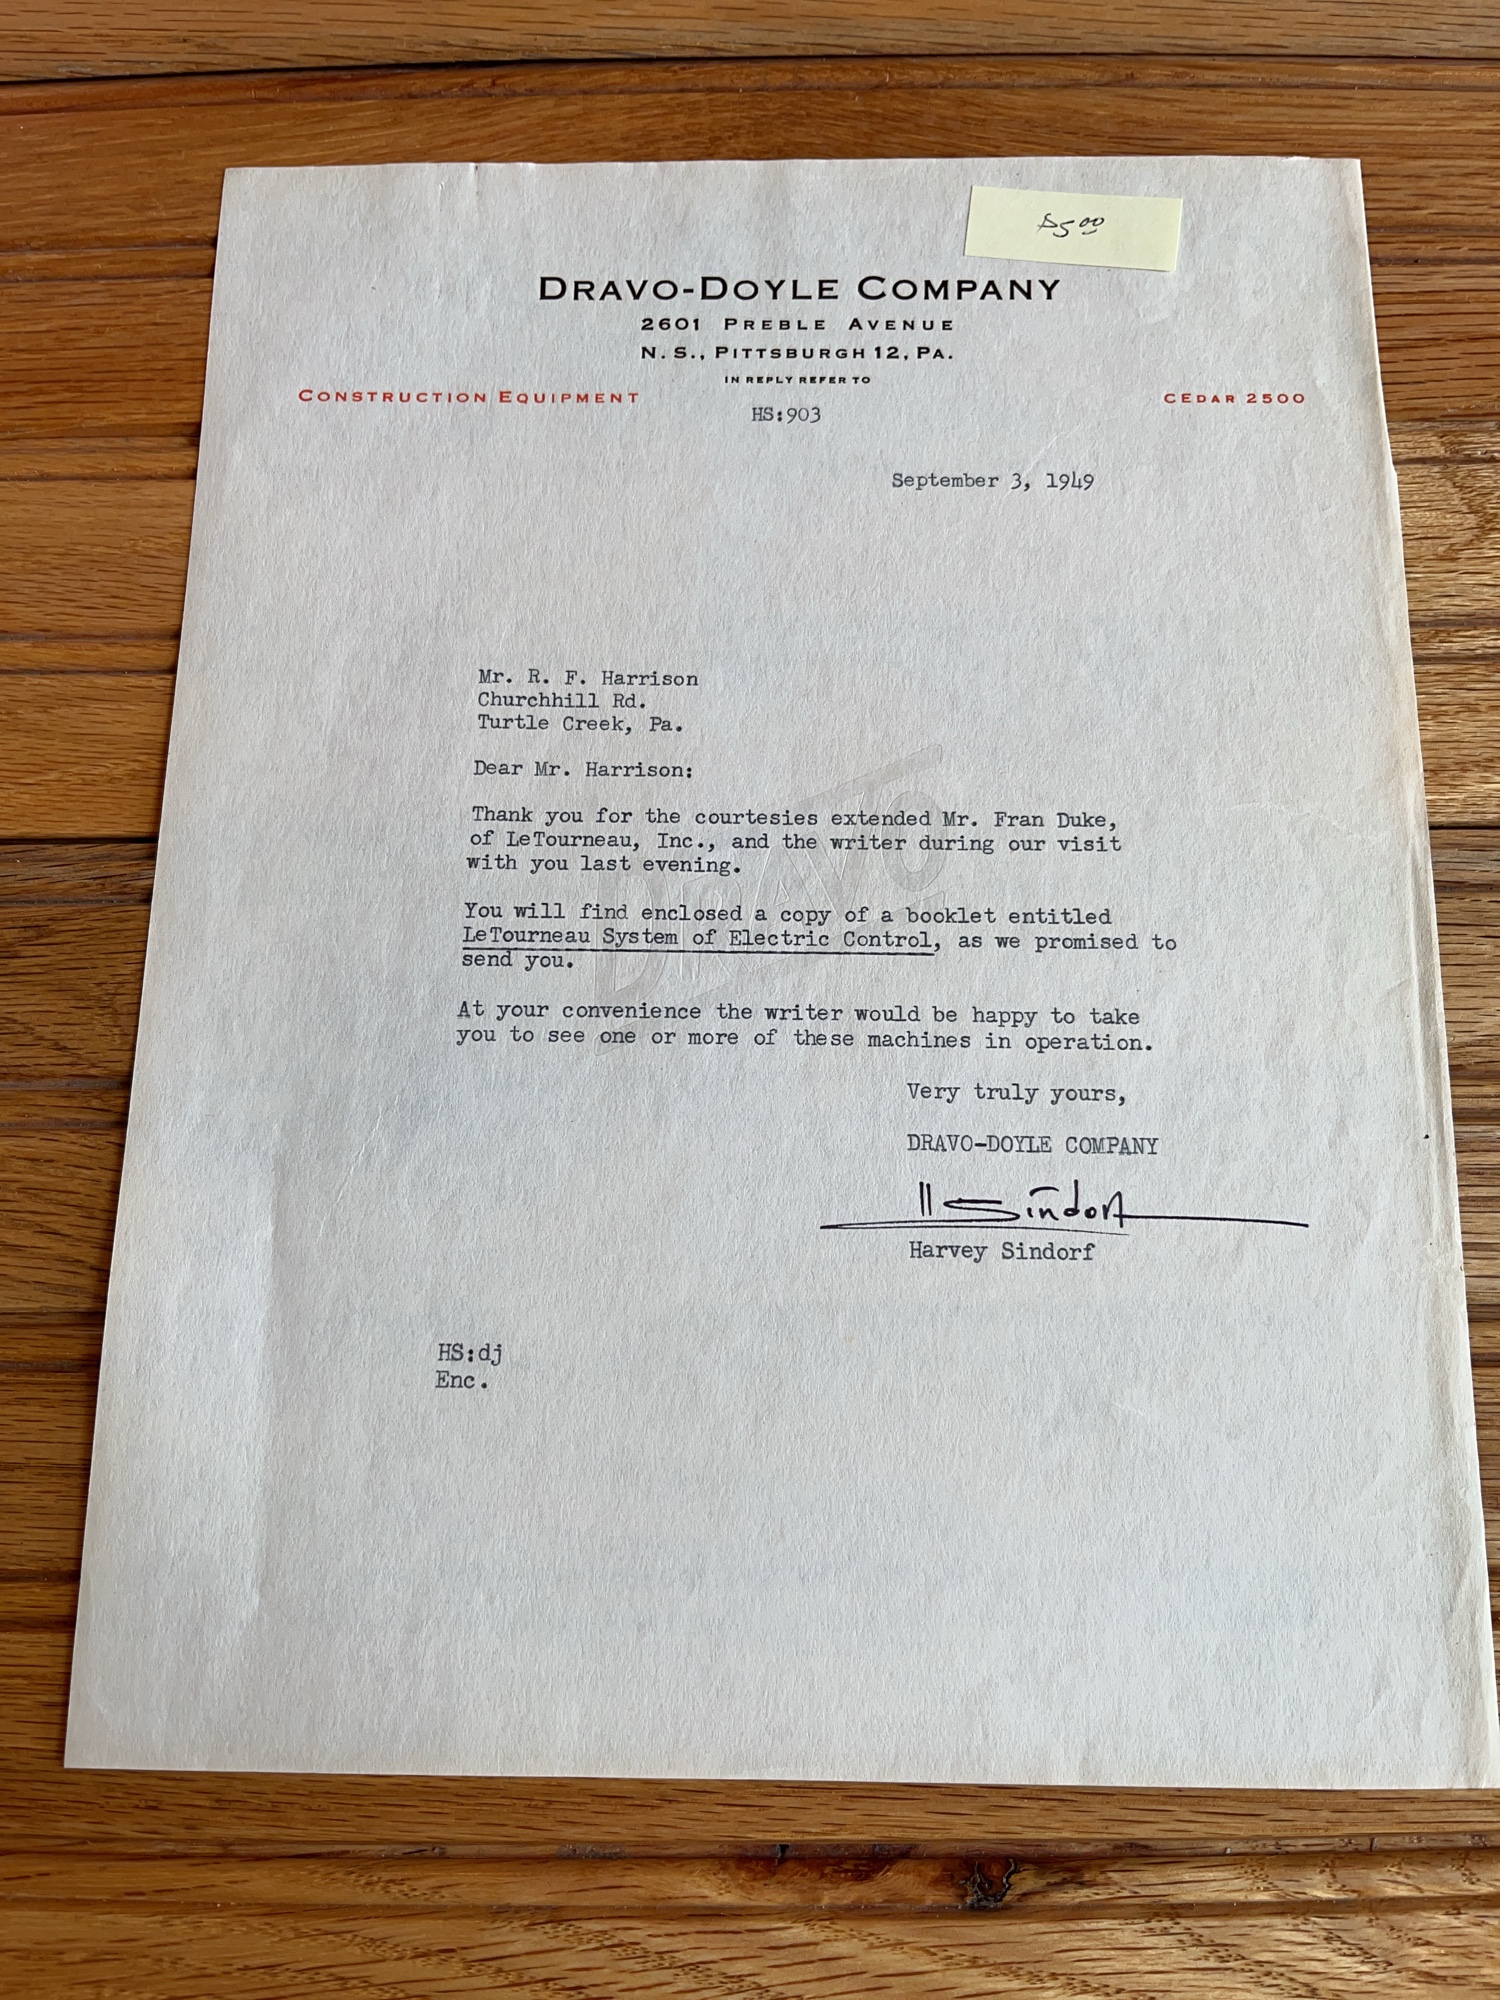 $5.00
DRAVO-DOYLE COMPANY
2601 PREBLE AVENUE
N. S., PITTSBURGH 12, PA.
IN REPLY REFER TO
CONSTRUCTION EQUIPMENT
CEDAR 2500
HS:903
September 3, 1949
Mr. R. F. Harrison
Churchhill Rd.
Turtle Creek, Pa.
Dear Mr. Harrison:
Thank you for the courtesies extended Mr. Fran Duke,
of LeTourneau, Inc., and the writer during our visit
with you last evening.
You will find enclosed a copy of a booklet entitled
LeTourneau System of Electric Control, as we promised to
send you.
At your convenience the writer would be happy to take
you to see one or more of these machines in operation.
DRAVO
Very truly yours,
DRAVO-DOYLE COMPANY
H Sindorf
Harvey Sindorf
HS:dj
Enc.